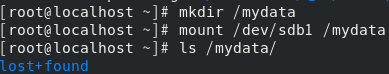 [root@localhost ~]# mkdir /mydata
[root@localhost ~]# mount /dev/sdb1 /mydata
[root@localhost ~]# ls /mydata/
lost+found